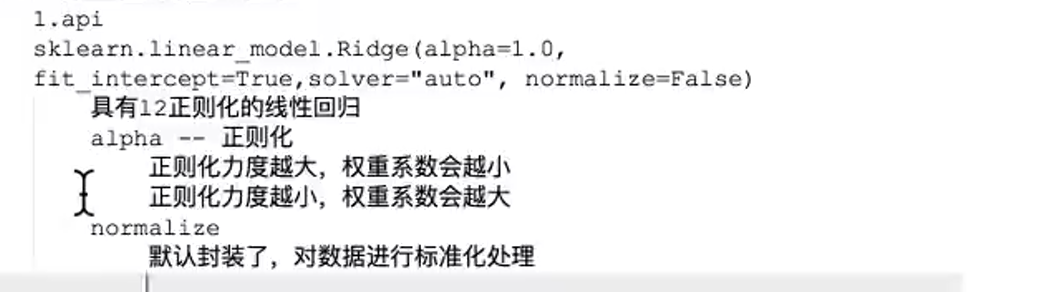 1.api
sklearn.linear_model.Ridge(alpha=1.0,
fit_intercept=True,solver="auto", normalize=False)
具有l2正则化的线性回归
alpha -- 正则化
正则化力度越大，权重系数会越小
正则化力度越小，权重系数会越大
normalize
默认封装了，对数据进行标准化处理